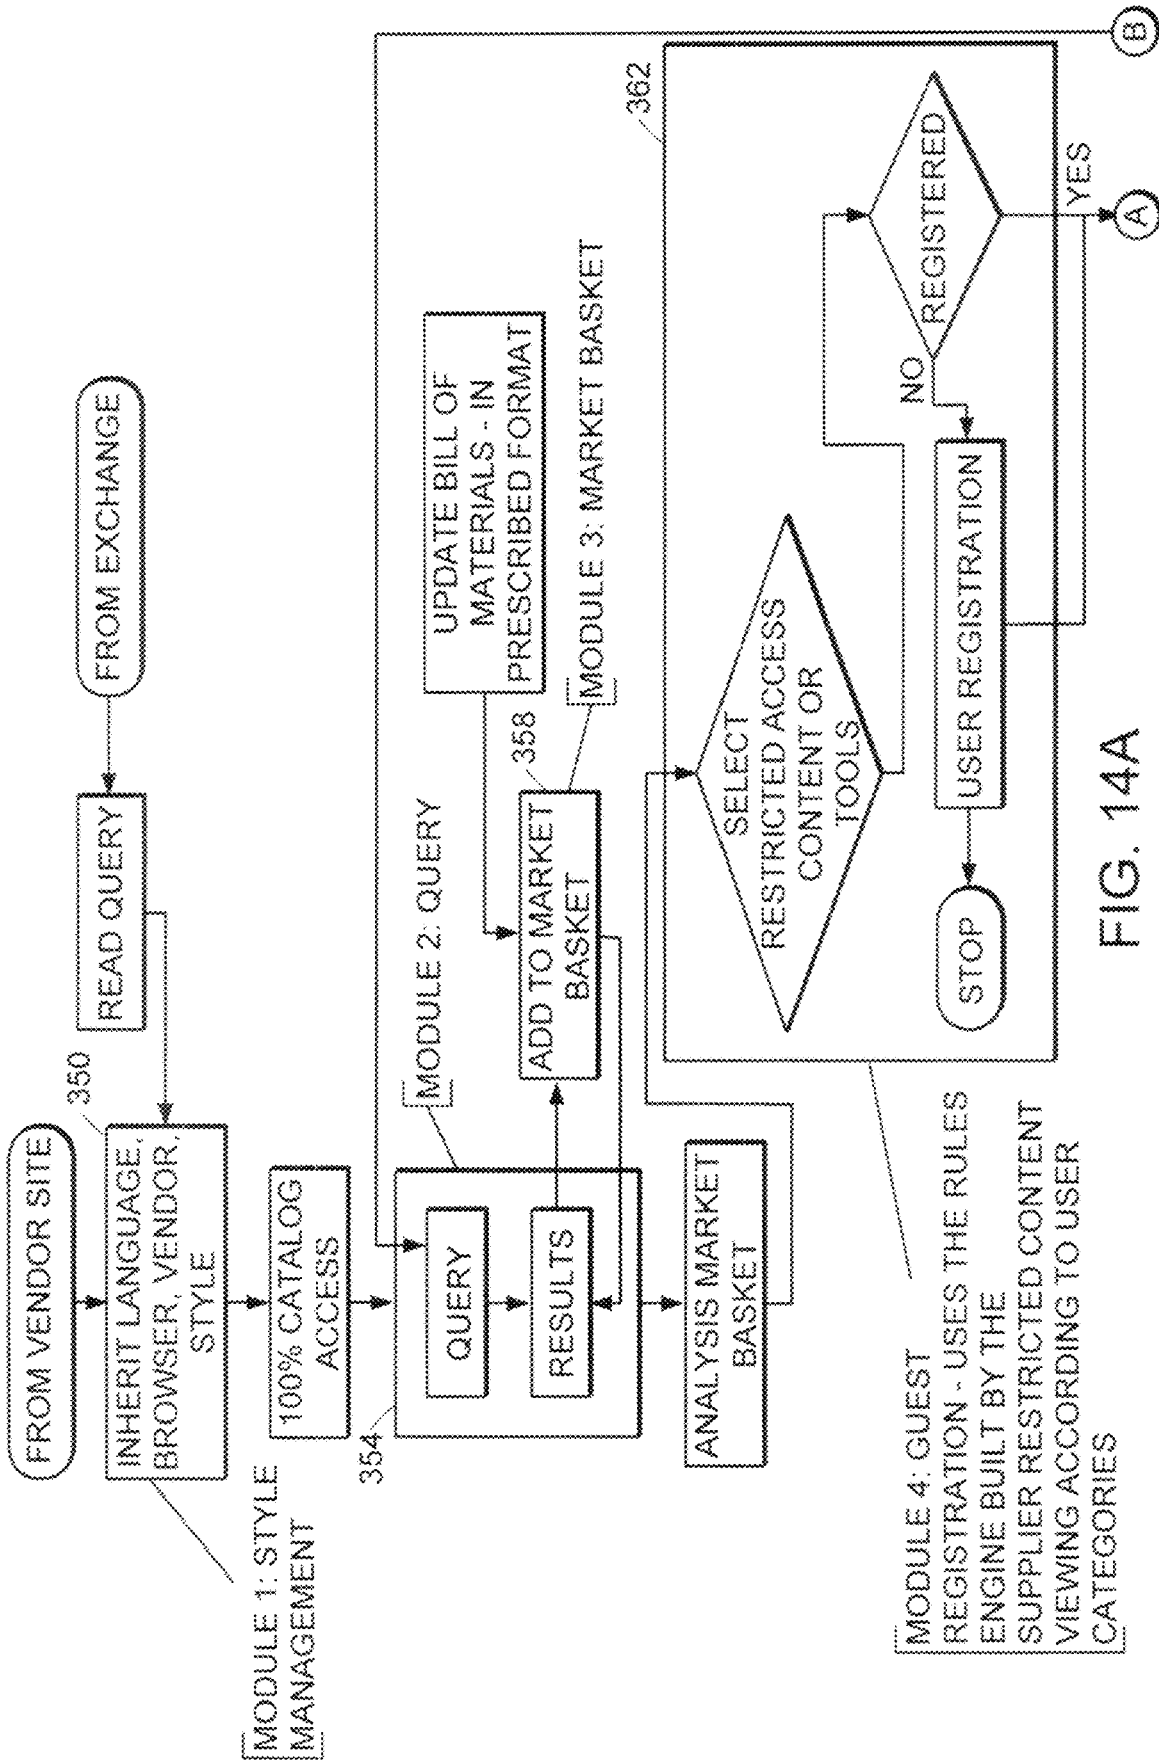 FROM VENDOR SITE
350
INHERIT LANGUAGE,
BROWSER, VENDOR,
STYLE
READ QUERY
FROM EXCHANGE
MODULE 1: STYLE
MANAGEMENT
100% CATALOG
ACCESS
354
MODULE 2: QUERY
QUERY
RESULTS
358
ADD TO MARKET
BASKET
UPDATE BILL OF
MATERIALS - IN
PRESCRIBED FORMAT
MODULE 3: MARKET BASKET
ANALYSIS MARKET
BASKET
362
SELECT
RESTRICTED ACCESS
CONTENT OR
TOOLS
REGISTERED
NO
YES
USER REGISTRATION
STOP
A
B
MODULE 4: GUEST
REGISTRATION - USES THE RULES
ENGINE BUILT BY THE
SUPPLIER RESTRICTED CONTENT
VIEWING ACCORDING TO USER
CATEGORIES
FIG. 14A